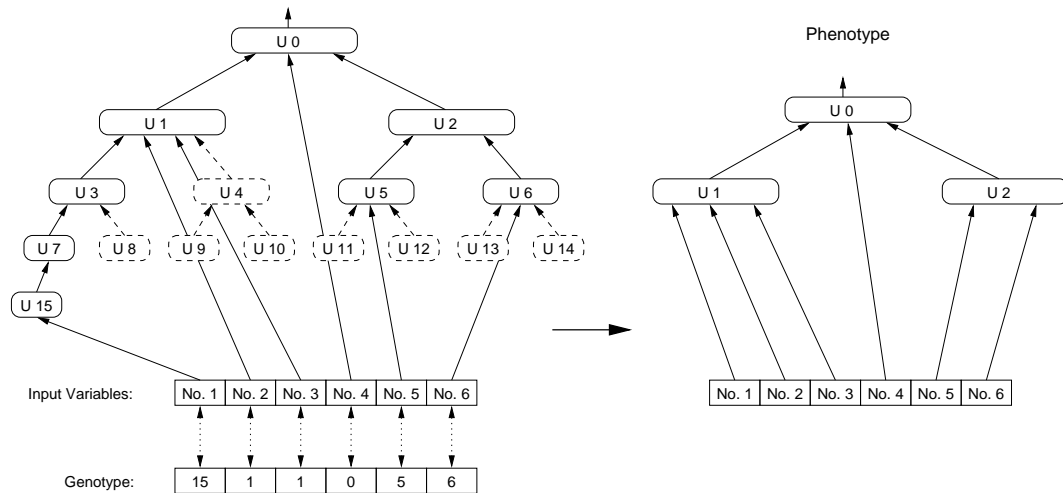 U 0
U 1
U 2
U 3
U 4
U 5
U 6
U 7
U 8
U 9
U 10
U 11
U 12
U 13
U 14
U 15
Input Variables: No. 1 No. 2 No. 3 No. 4 No. 5 No. 6
Genotype: 15 1 1 0 5 6
Phenotype
U 0
U 1
U 2
No. 1 No. 2 No. 3 No. 4 No. 5 No. 6